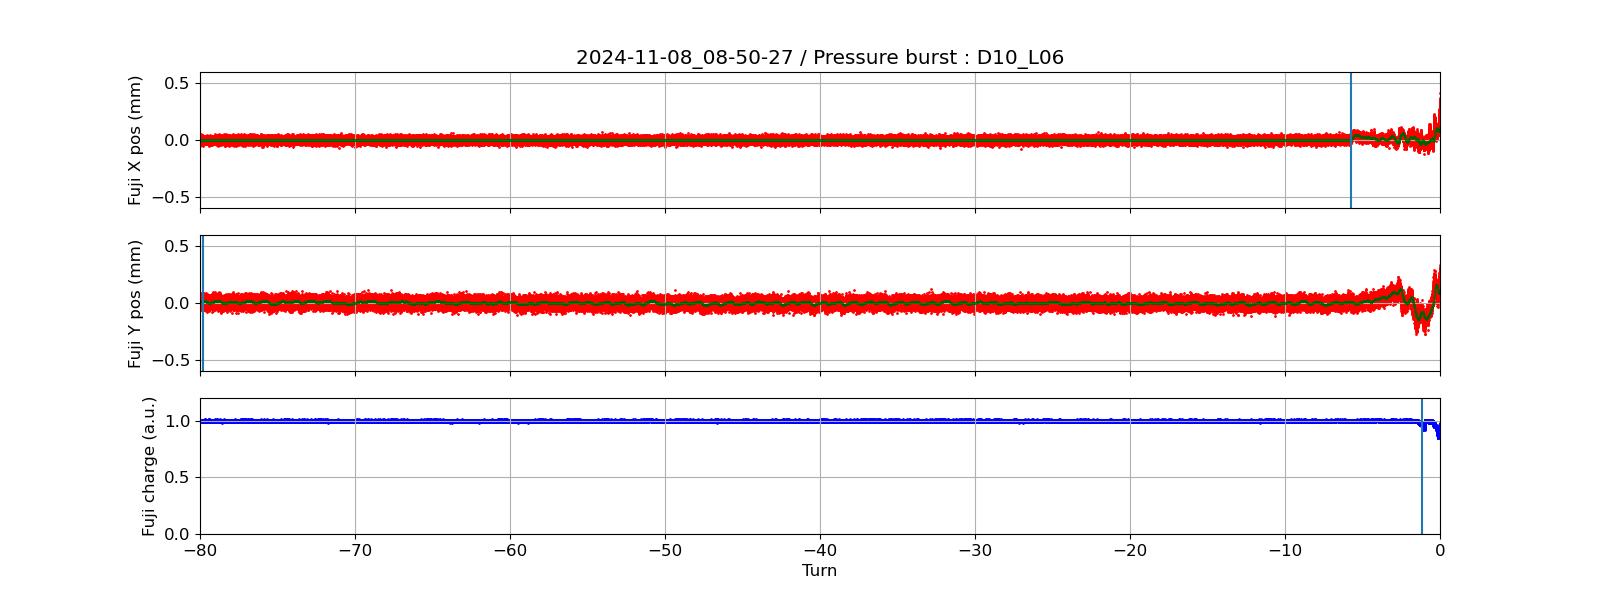 2024-11-08_08-50-27 / Pressure burst : D10_L06
Fuji X pos (mm)
0.5
0.0
−0.5
Fuji Y pos (mm)
0.5
0.0
−0.5
Fuji charge (a.u.)
1.0
0.5
0.0
−80 −70 −60 −50 −40 −30 −20 −10 0
Turn